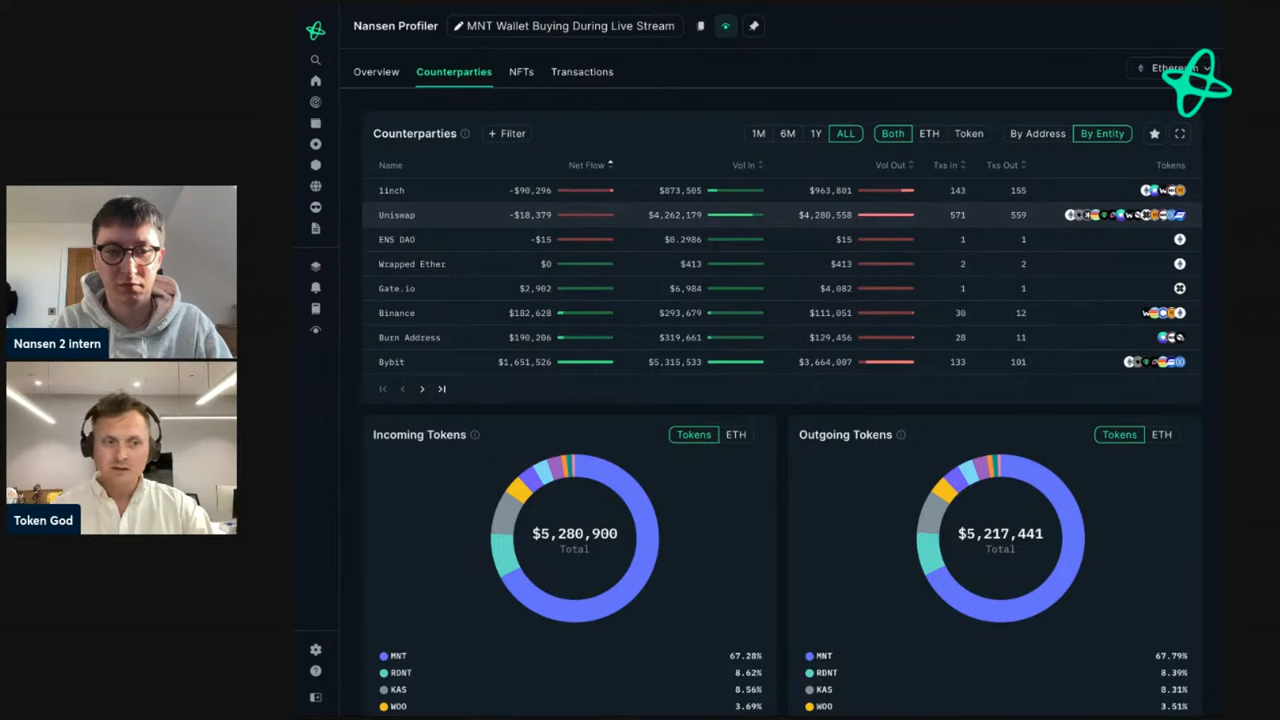 Nansen Profiler
MNT Wallet Buying During Live Stream
Overview Counterparties NFTs Transactions
Ethereum
Counterparties + Filter 1M 6M 1Y ALL Both ETH Token By Address By Entity
Name Net Flow Vol In Vol Out Txs In Txs Out Tokens
1inch -$90,296 $873,505 $963,801 143 155
Uniswap -$18,379 $4,262,179 $4,280,558 571 559
ENS DAO -$15 $0.2986 $15 1 1
Wrapped Ether $0 $413 $413 2 2
Gate.io $2,902 $6,984 $4,082 1 1
Binance $182,628 $293,679 $111,051 30 12
Burn Address $190,206 $319,661 $129,456 28 11
Bybit $1,651,526 $5,315,533 $3,664,007 133 101
Incoming Tokens Tokens ETH
$5,280,900
Total
MNT 67.28%
RDNT 8.62%
KAS 8.56%
WOO 3.69%
Outgoing Tokens Tokens ETH
$5,217,441
Total
MNT 67.79%
RDNT 8.39%
KAS 8.31%
WOO 3.51%
Nansen 2 Intern
Token God